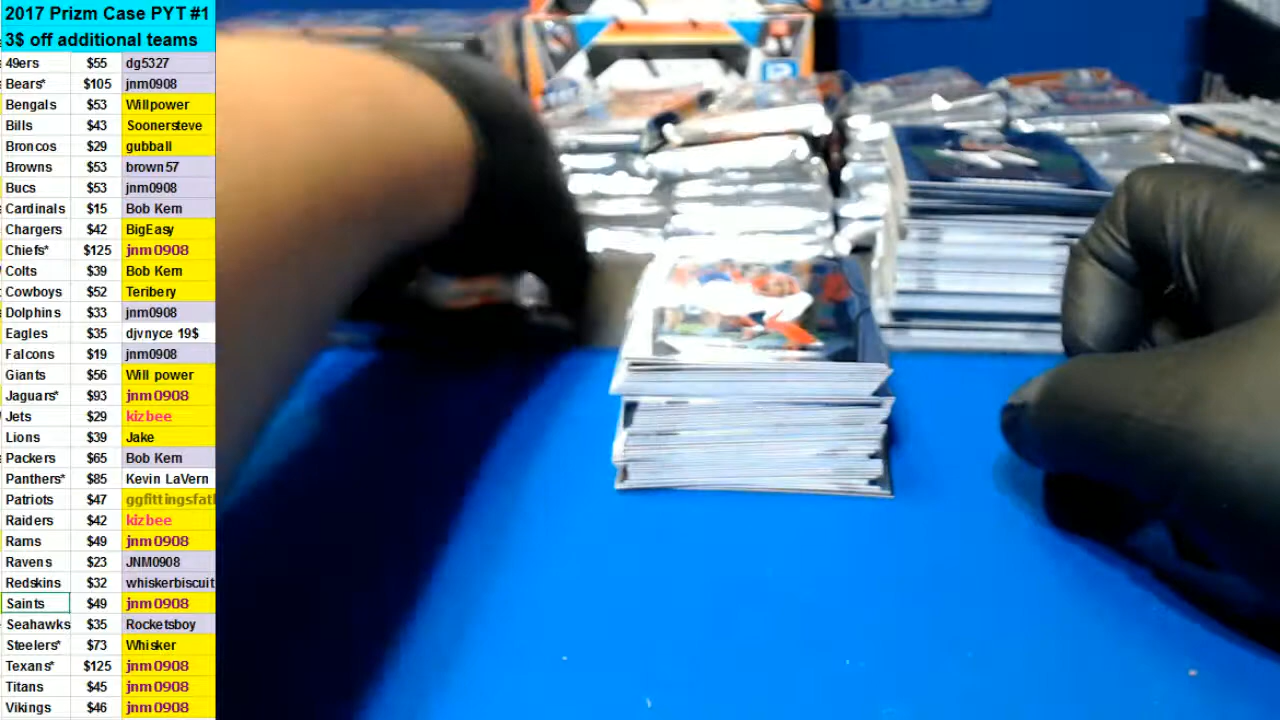 2017 Prizm Case PYT #1
3$ off additional teams
49ers $55 dg5327
Bears* $105 jnm0908
Bengals $53 Willpower
Bills $43 Soonersteve
Broncos $29 gubball
Browns $53 brown57
Bucs $53 jnm0908
Cardinals $15 Bob Kern
Chargers $42 BigEasy
Chiefs* $125 jnm0908
Colts $39 Bob Kern
Cowboys $52 Teribery
Dolphins $33 jnm0908
Eagles $35 djvnyce 19$
Falcons $19 jnm0908
Giants $56 Will power
Jaguars* $93 jnm0908
Jets $29 kizbee
Lions $39 Jake
Packers $65 Bob Kern
Panthers* $85 Kevin LaVern
Patriots $47 ggfittingsfatl
Raiders $42 kizbee
Rams $49 jnm0908
Ravens $23 JNM0908
Redskins $32 whiskerbiscuit
Saints $49 jnm0908
Seahawks $35 Rocketsboy
Steelers* $73 Whisker
Texans* $125 jnm0908
Titans $45 jnm0908
Vikings $46 jnm0908